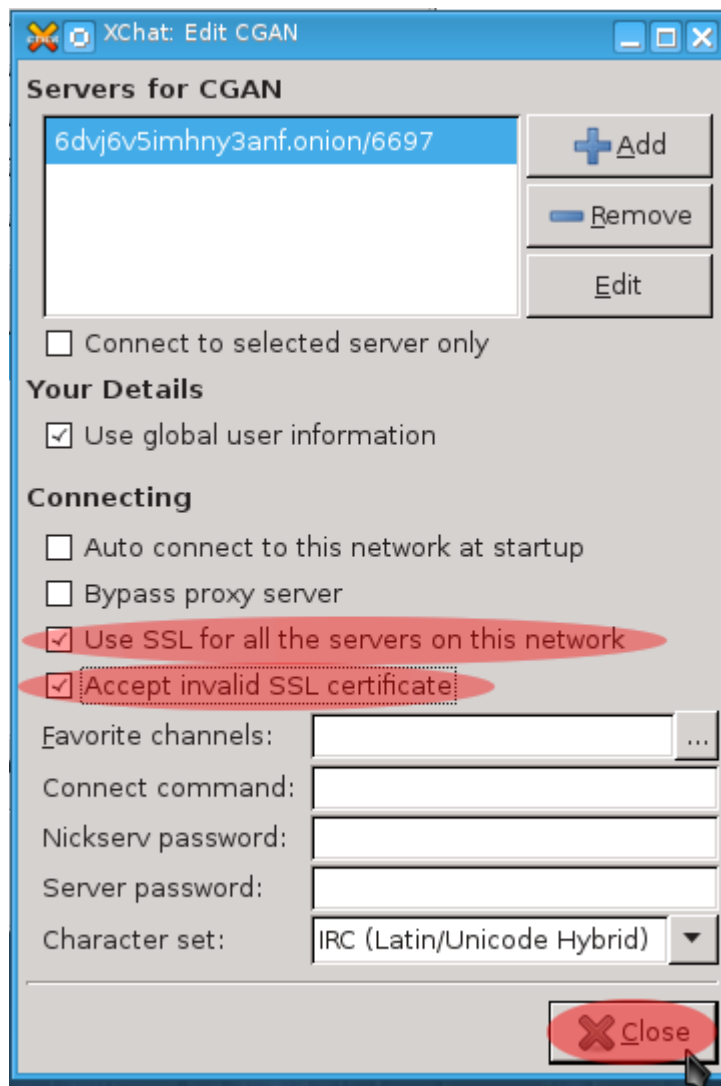 XChat: Edit CGAN
Servers for CGAN
6dvj6v5imhny3anf.onion/6697
Add
Remove
Edit
Connect to selected server only
Your Details
Use global user information
Connecting
Auto connect to this network at startup
Bypass proxy server
Use SSL for all the servers on this network
Accept invalid SSL certificate
Favorite channels:
...
Connect command:
Nickserv password:
Server password:
Character set: IRC (Latin/Unicode Hybrid)
Close